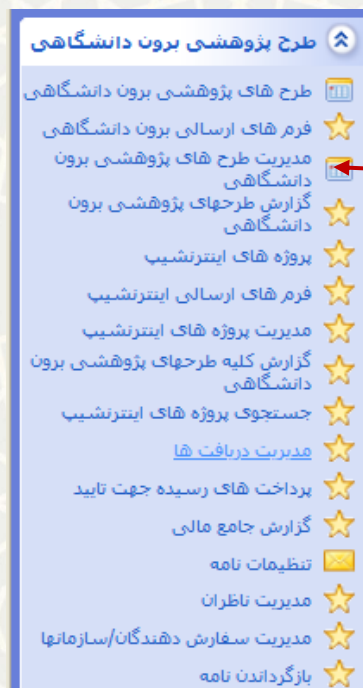 طرح پژوهشی برون دانشگاهی
طرح های پژوهشی برون دانشگاهی
فرم های ارسالی برون دانشگاهی
مدیریت طرح های پژوهشی برون
دانشگاهی
گزارش طرحهای پژوهشی برون
دانشگاهی
پروژه های اینترنشیپ
فرم های ارسالی اینترنشیپ
مدیریت پروژه های اینترنشیپ
گزارش کلیه طرحهای پژوهشی برون
دانشگاهی
جستجوی پروژه های اینترنشیپ
مدیریت دریافت ها
پرداخت های رسیده جهت تایید
گزارش جامع مالی
تنظیمات نامه
مدیریت ناظران
مدیریت سفارش دهندگان/سازمانها
بازگرداندن نامه